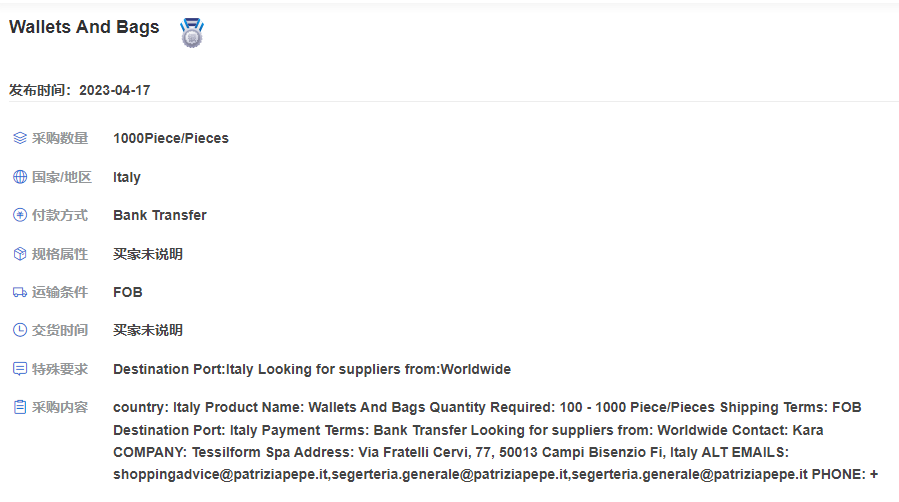 Wallets And Bags
发布时间：2023-04-17
采购数量 1000Piece/Pieces
国家/地区 Italy
付款方式 Bank Transfer
规格属性 买家未说明
运输条件 FOB
交货时间 买家未说明
特殊要求 Destination Port:Italy Looking for suppliers from:Worldwide
采购内容 country: Italy Product Name: Wallets And Bags Quantity Required: 100 - 1000 Piece/Pieces Shipping Terms: FOB
Destination Port: Italy Payment Terms: Bank Transfer Looking for suppliers from: Worldwide Contact: Kara
COMPANY: Tessilform Spa Address: Via Fratelli Cervi, 77, 50013 Campi Bisenzio Fi, Italy ALT EMAILS:
shoppingadvice@patriziapepe.it,segerteria.generale@patriziapepe.it,segerteria.generale@patriziapepe.it PHONE: +